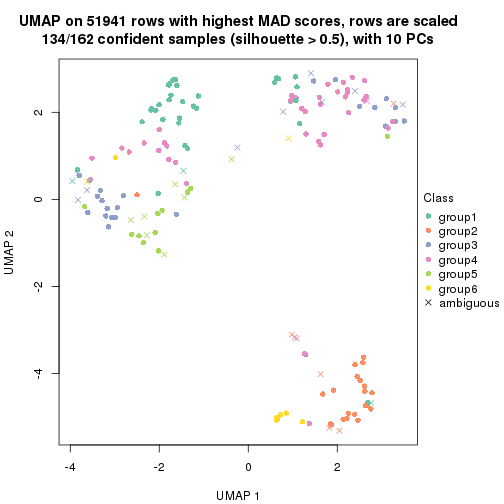 UMAP on 51941 rows with highest MAD scores, rows are scaled
134/162 confident samples (silhouette > 0.5), with 10 PCs
2
0
-2
-4
UMAP 2
-4
-2
0
2
UMAP 1
Class
group1
group2
group3
group4
group5
group6
ambiguous